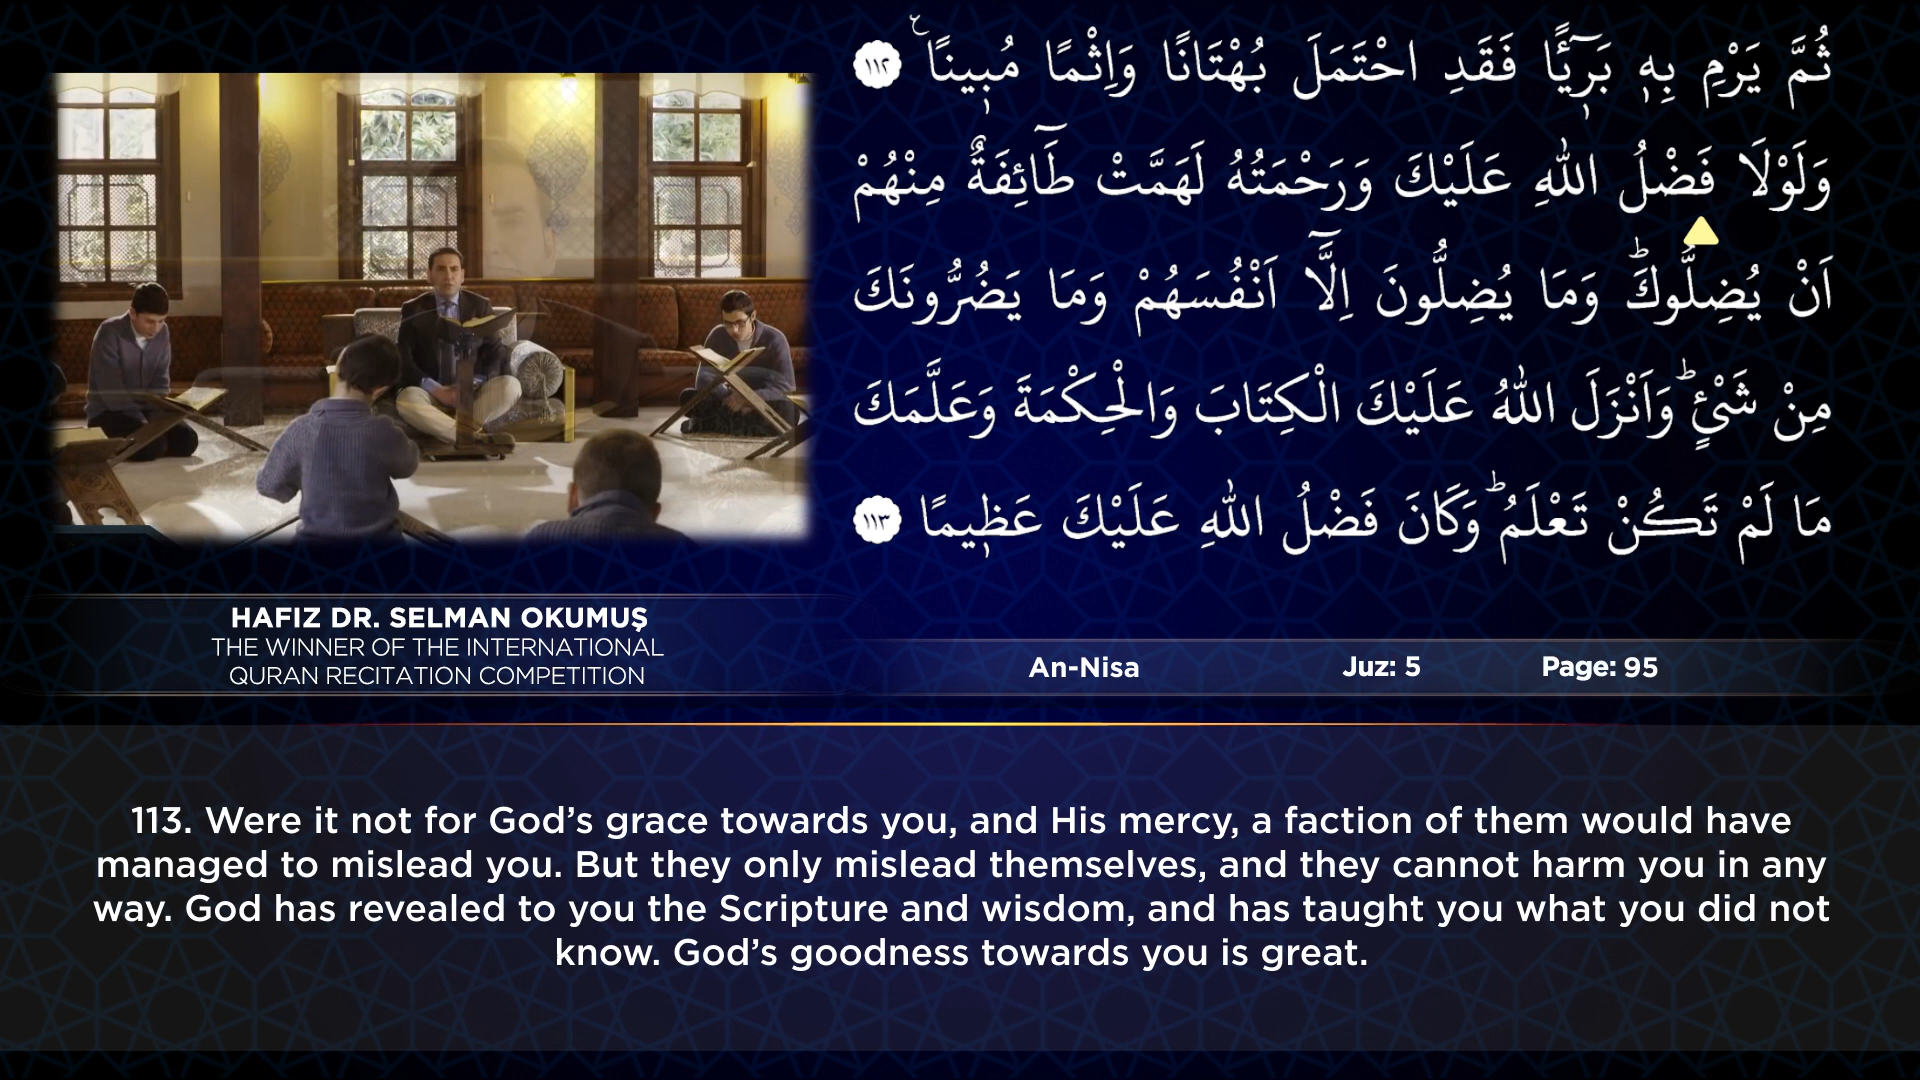 ثُمَّ يَرْمِ بِهٖ بَرٖٓئًا فَقَدِ احْتَمَلَ بُهْتَانًا وَاِثْمًا مُبٖينًا ۟ ﴿١١٢﴾
وَلَوْلَا فَضْلُ اللّٰهِ عَلَيْكَ وَرَحْمَتُهُ لَهَمَّتْ طَٓائِفَةٌ مِنْهُمْ
اَنْ يُضِلُّوكَؕ وَمَا يُضِلُّونَ اِلَّٓا اَنْفُسَهُمْ وَمَا يَضُرُّونَكَ
مِنْ شَيْءٍؕ وَاَنْزَلَ اللّٰهُ عَلَيْكَ الْكِتَابَ وَالْحِكْمَةَ وَعَلَّمَكَ
مَا لَمْ تَكُنْ تَعْلَمُؕ وَكَانَ فَضْلُ اللّٰهِ عَلَيْكَ عَظٖيمًا ﴿١١٣﴾
HAFIZ DR. SELMAN OKUMUŞ
THE WINNER OF THE INTERNATIONAL
QURAN RECITATION COMPETITION
An-Nisa Juz: 5 Page: 95
113. Were it not for God’s grace towards you, and His mercy, a faction of them would have
managed to mislead you. But they only mislead themselves, and they cannot harm you in any
way. God has revealed to you the Scripture and wisdom, and has taught you what you did not
know. God’s goodness towards you is great.